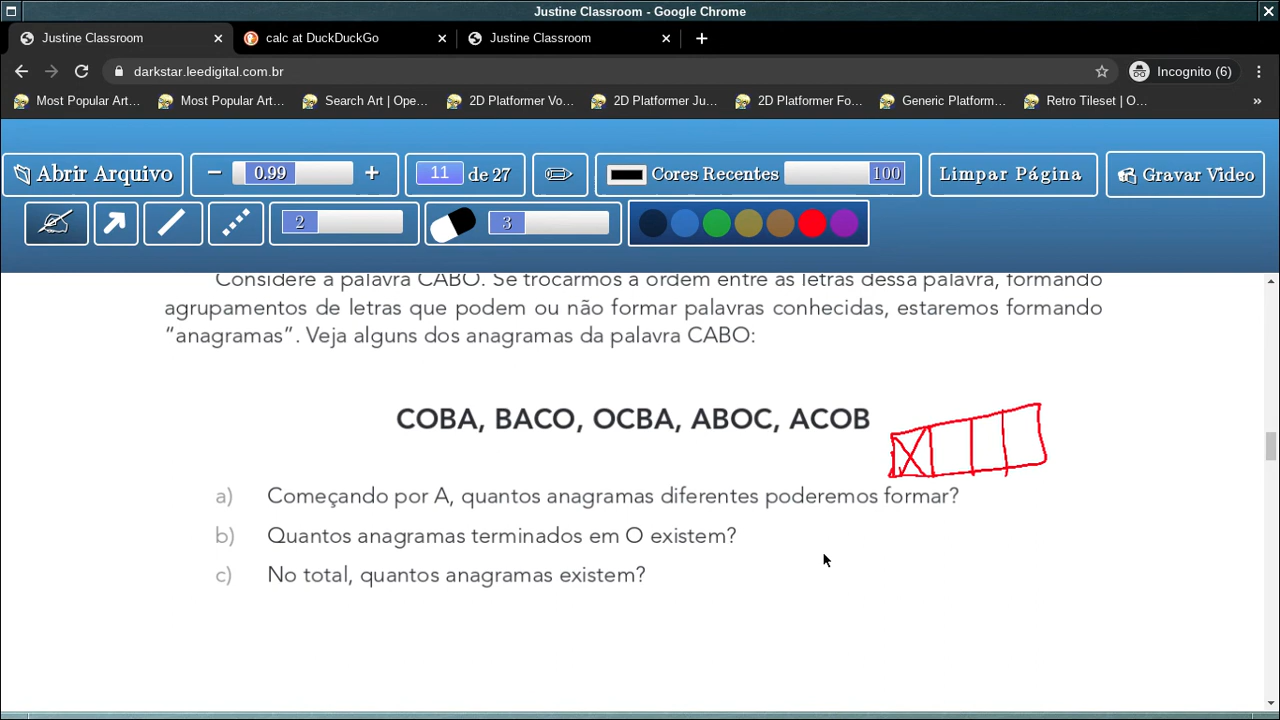 Justine Classroom - Google Chrome
Justine Classroom
calc at DuckDuckGo
Justine Classroom
darkstar.leedigital.com.br
Incognito (6)
Most Popular Art...
Most Popular Art...
Search Art | Ope...
2D Platformer Vo...
2D Platformer Ju...
2D Platformer Fo...
Generic Platform...
Retro Tileset | O...
»
Abrir Arquivo
− 0.99 +
11 de 27
Cores Recentes 100
Limpar Página
Gravar Video
2
3
Considere a palavra CABO. Se trocarmos a ordem entre as letras dessa palavra, formando
agrupamentos de letras que podem ou não formar palavras conhecidas, estaremos formando
“anagramas”. Veja alguns dos anagramas da palavra CABO:
COBA, BACO, OCBA, ABOC, ACOB
a) Começando por A, quantos anagramas diferentes poderemos formar?
b) Quantos anagramas terminados em O existem?
c) No total, quantos anagramas existem?